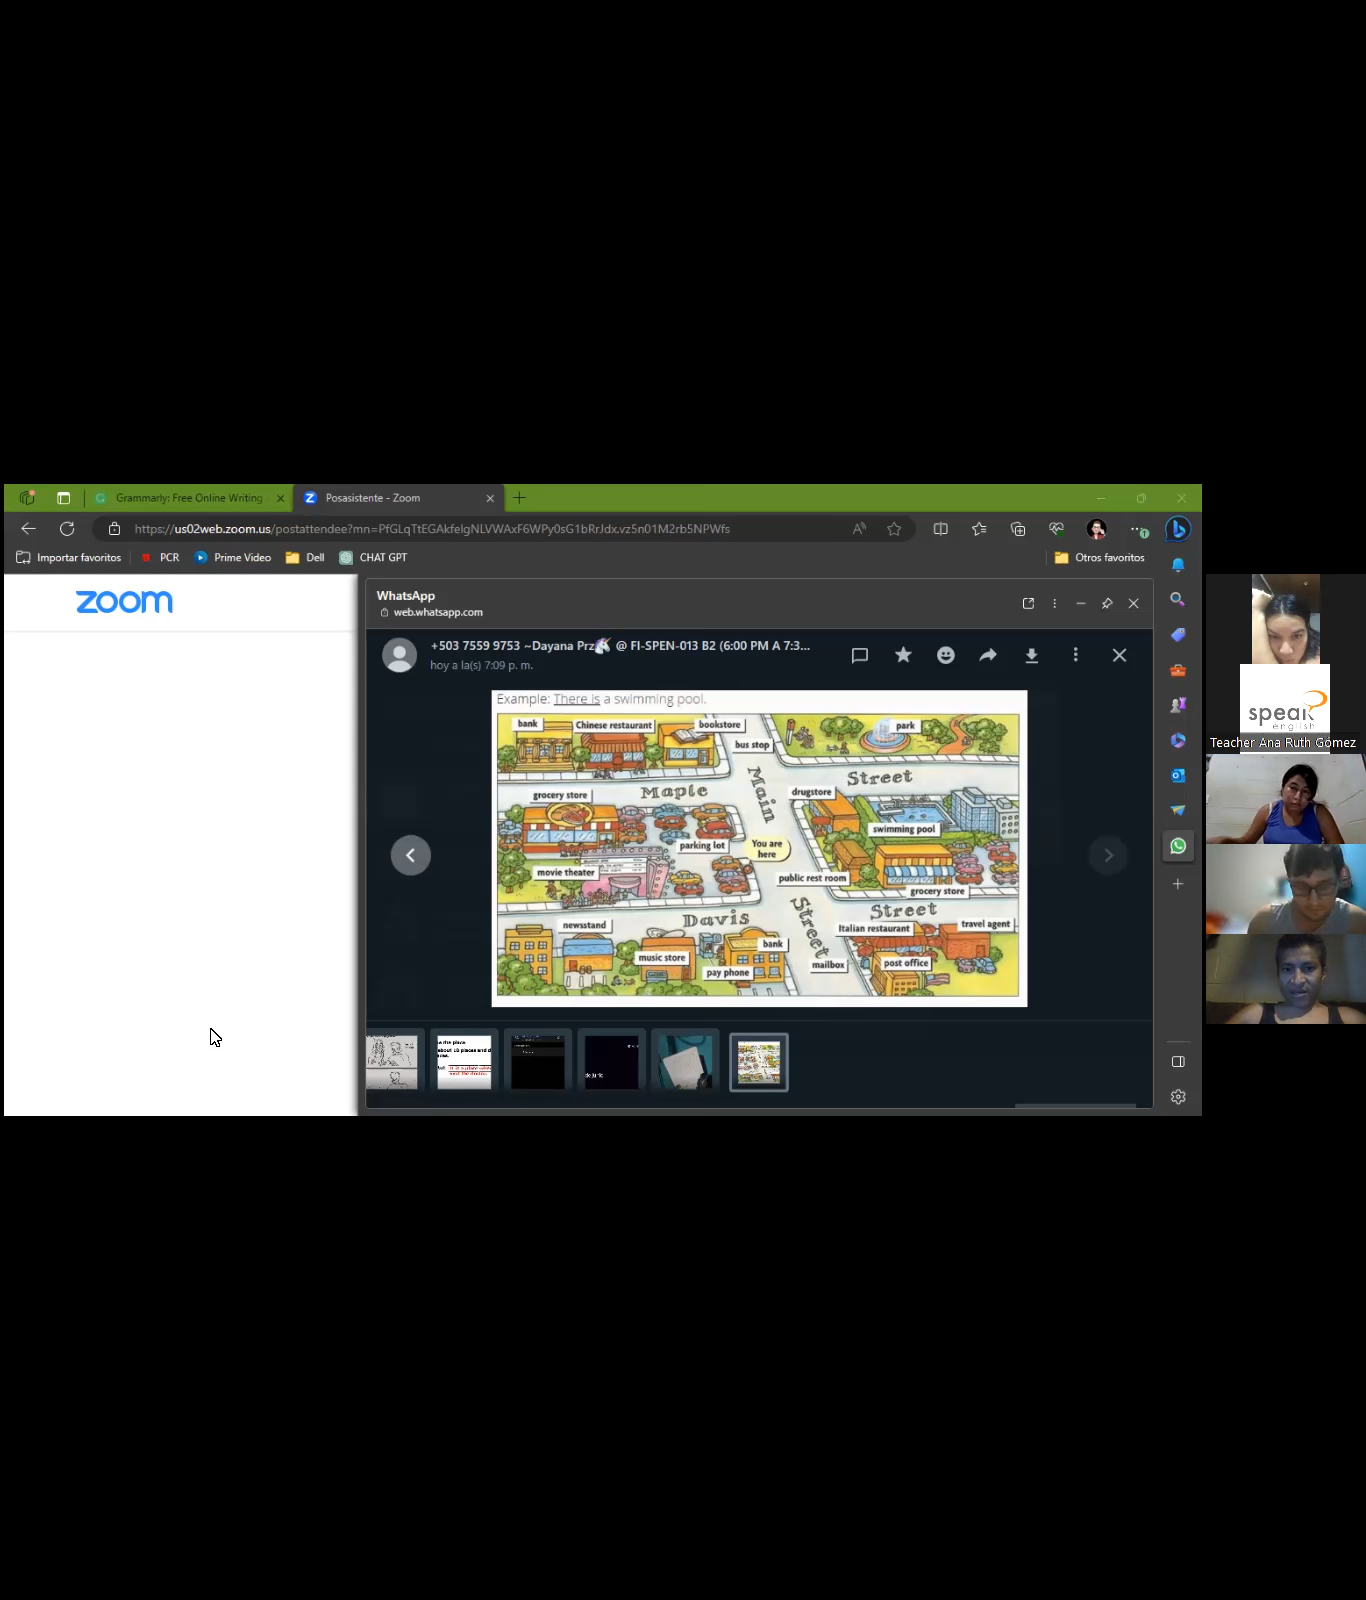 Grammarly: Free Online Writing
Posasistente - Zoom
https://us02web.zoom.us/postattendee?mn=PfGLqTtEGAkfelgNLVWAxF6WPy0sG1bRrJdx.vz5n01M2rb5NPWfs
Importar favoritos
PCR
Prime Video
Dell
CHAT GPT
Otros favoritos
zoom
WhatsApp
web.whatsapp.com
+503 7559 9753 ~Dayana Prz🦄 @ FI-SPEN-013 B2 (6:00 PM A 7:3...
hoy a la(s) 7:09 p. m.
Example: There is a swimming pool.
bank
Chinese restaurant
bookstore
park
bus stop
Maple
Main
Street
grocery store
drugstore
swimming pool
parking lot
You are
here
movie theater
public rest room
grocery store
Davis
Street
Street
newsstand
Italian restaurant
travel agent
bank
music store
pay phone
mailbox
post office
speak
english
Teacher Ana Ruth Gómez